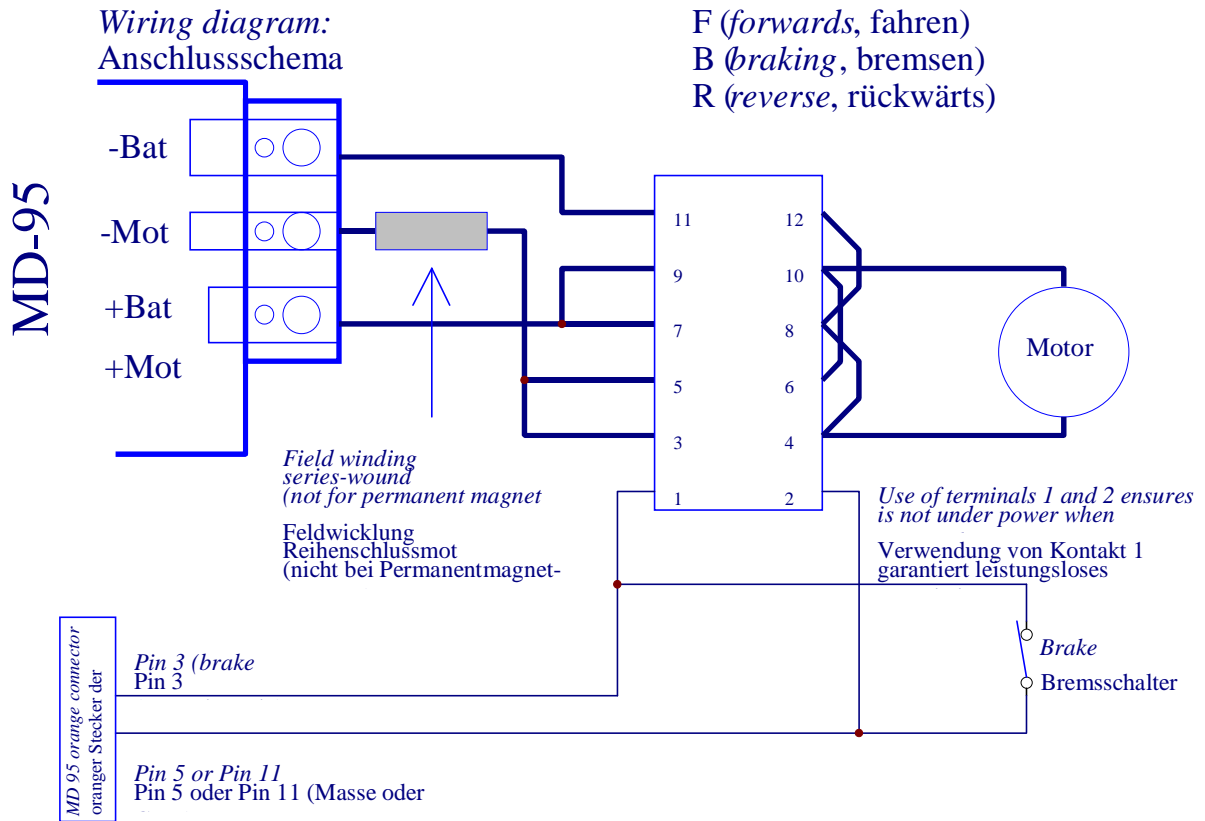 Wiring diagram:
Anschlussschema
F (forwards, fahren)
B (braking, bremsen)
R (reverse, rückwärts)
MD-95
-Bat
-Mot
+Bat
+Mot
11
12
9
10
7
8
5
6
3
4
1
2
Motor
Field winding
series-wound
(not for permanent magnet
Feldwicklung
Reihenschlussmot
(nicht bei Permanentmagnet-
Use of terminals 1 and 2 ensures
is not under power when
Verwendung von Kontakt 1
garantiert leistungsloses
Brake
Bremsschalter
MD 95 orange connector
oranger Stecker der
Pin 3 (brake
Pin 3
Pin 5 or Pin 11
Pin 5 oder Pin 11 (Masse oder